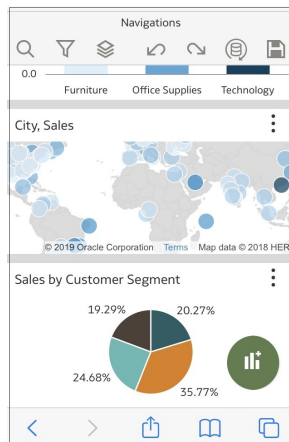 Navigations
0.0
Furniture Office Supplies Technology
City, Sales
© 2019 Oracle Corporation Terms Map data © 2018 HER
Sales by Customer Segment
19.29% 20.27%
24.68%
35.77%